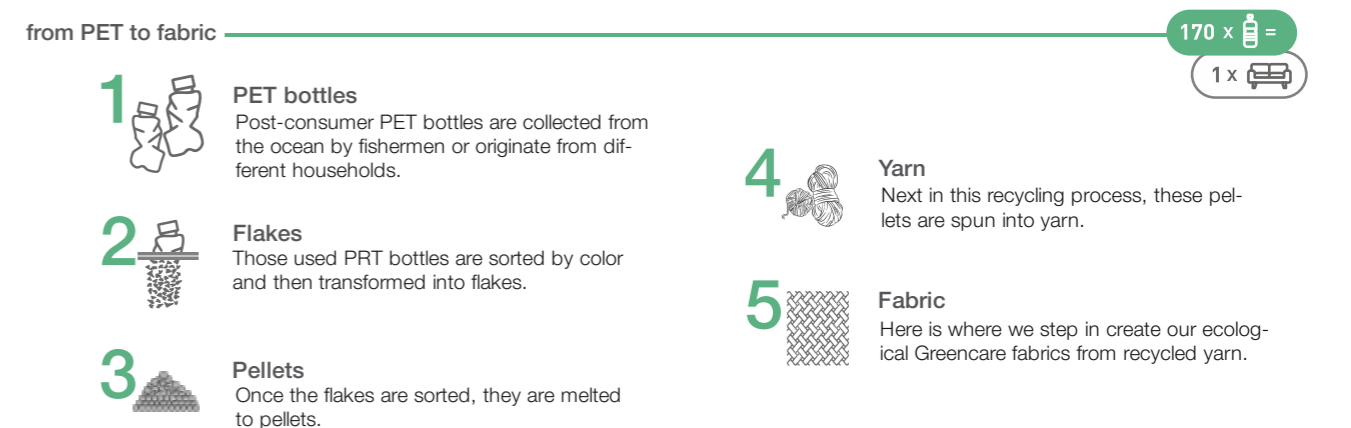 from PET to fabric
170 x =
1 x
1
PET bottles
Post-consumer PET bottles are collected from
the ocean by fishermen or originate from dif-
ferent households.
2
Flakes
Those used PRT bottles are sorted by color
and then transformed into flakes.
3
Pellets
Once the flakes are sorted, they are melted
to pellets.
4
Yarn
Next in this recycling process, these pel-
lets are spun into yarn.
5
Fabric
Here is where we step in create our ecolog-
ical Greencare fabrics from recycled yarn.